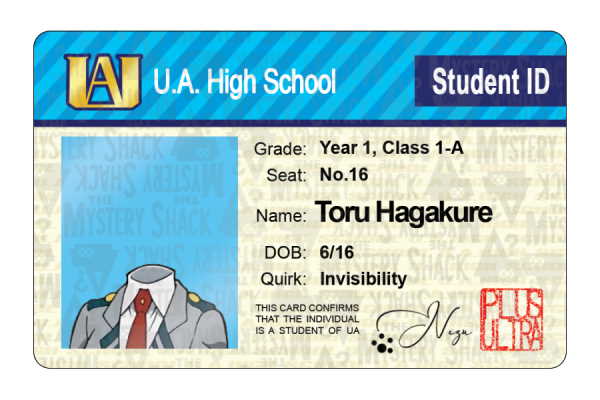 UA
U.A. High School
Student ID
Grade: Year 1, Class 1-A
Seat: No.16
Name: Toru Hagakure
DOB: 6/16
Quirk: Invisibility
THIS CARD CONFIRMS
THAT THE INDIVIDUAL
IS A STUDENT OF UA
Nezu
PLUS
ULTRA
THE
MYSTERY SHACK